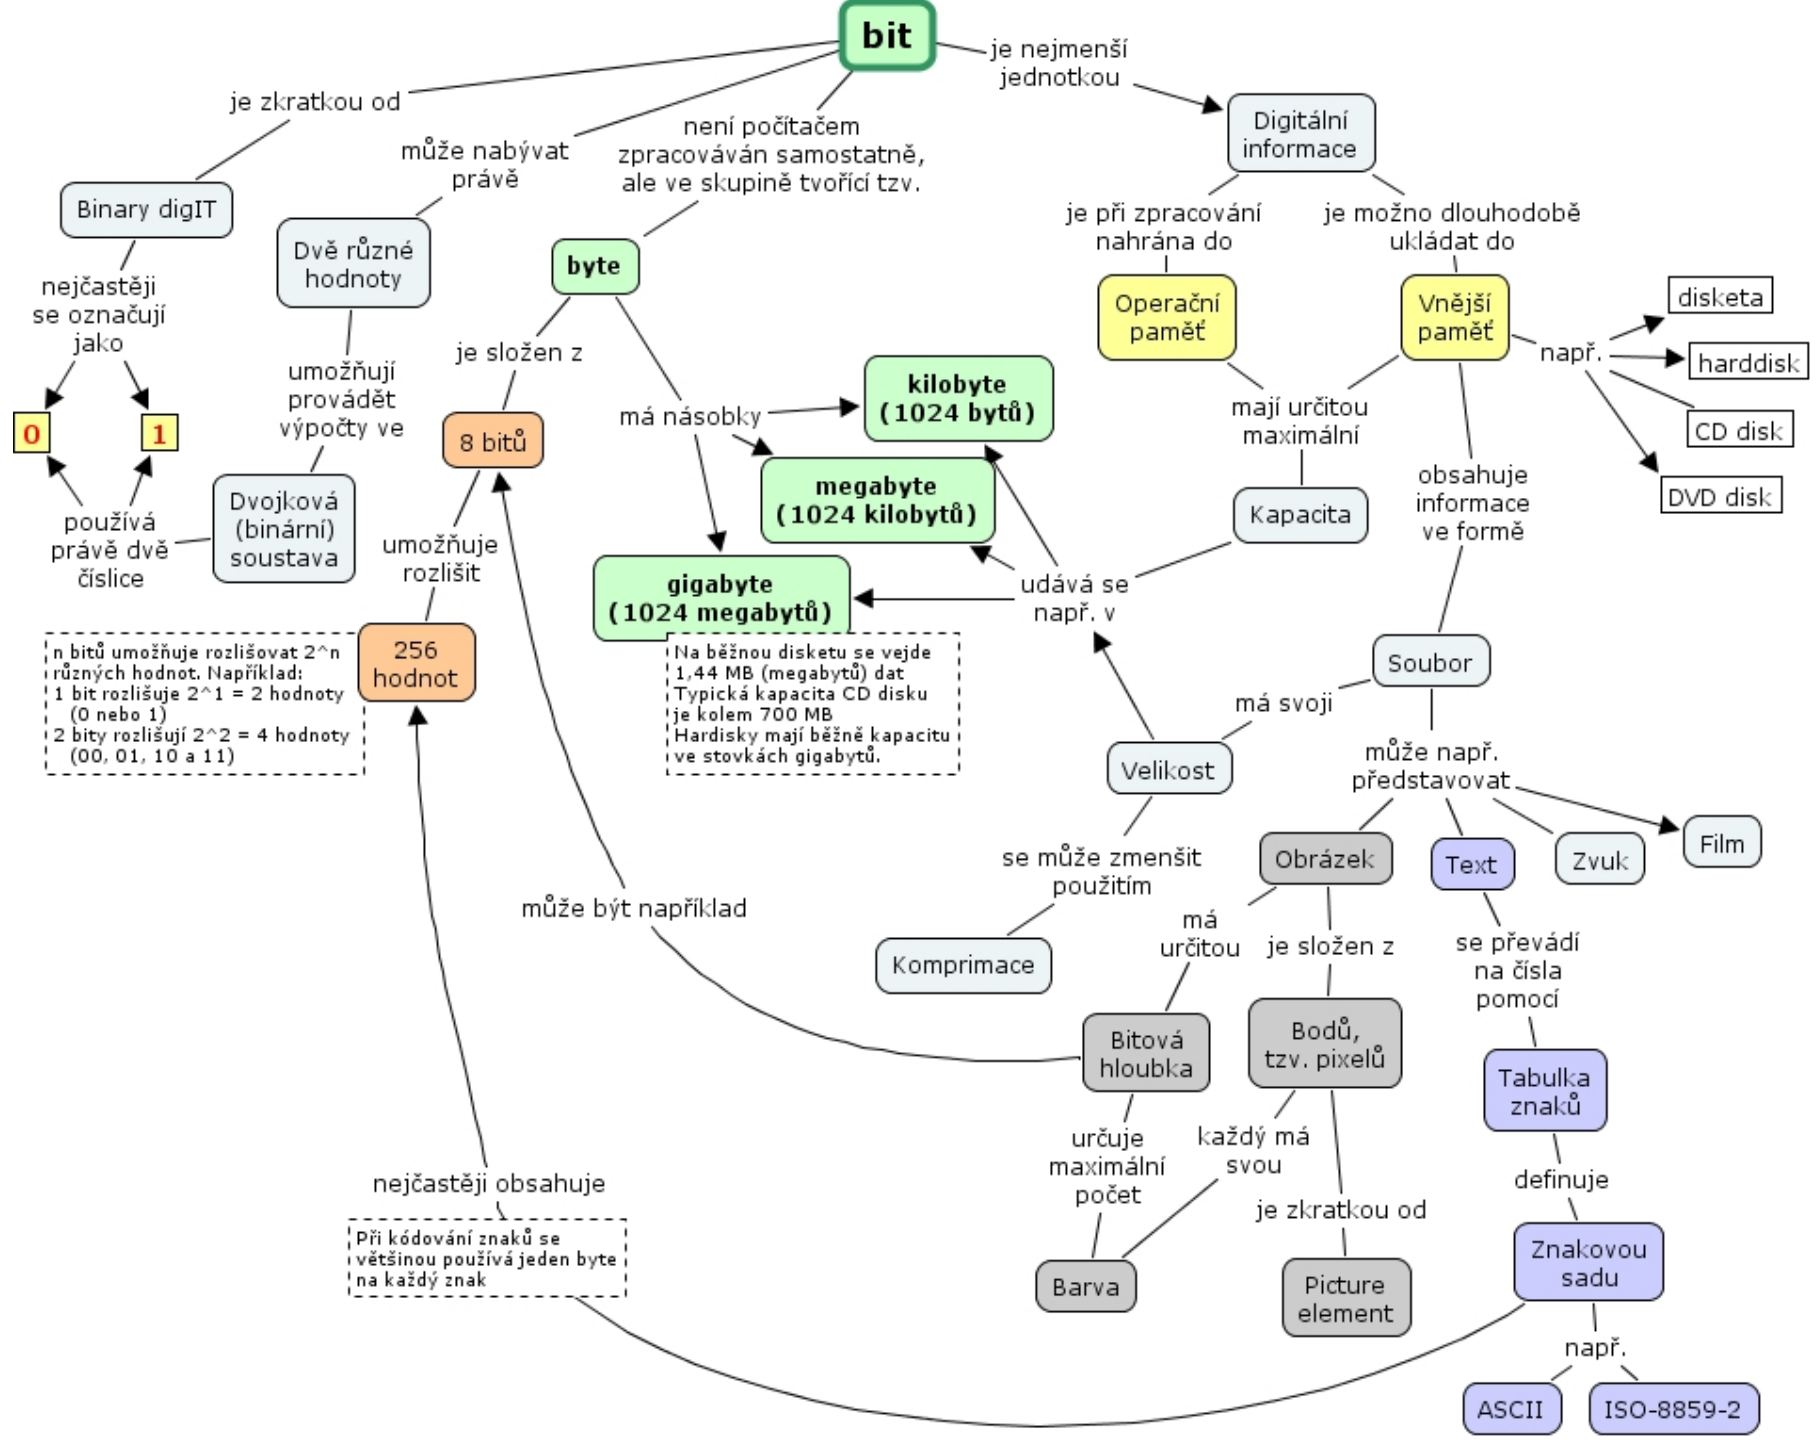 bit
je nejmenší
jednotkou
je zkratkou od
Digitální
informace
není počítačem
zpracováván samostatně,
ale ve skupině tvořící tzv.
může nabývat
právě
Binary digIT
Dvě různé
hodnoty
byte
je při zpracování
nahrána do
je možno dlouhodobě
ukládat do
nejčastěji
se označují
jako
Operační
paměť
Vnější
paměť
např.
disketa
harddisk
CD disk
DVD disk
je složen z
umožňují
provádět
výpočty ve
má násobky
kilobyte
(1024 bytů)
mají určitou
maximální
0
1
8 bitů
megabyte
(1024 kilobytů)
Kapacita
obsahuje
informace
ve formě
používá
právě dvě
číslice
Dvojková
(binární)
soustava
umožňuje
rozlišit
gigabyte
(1024 megabytů)
udává se
např. v
n bitů umožňuje rozlišovat 2^n
různých hodnot. Například:
1 bit rozlišuje 2^1 = 2 hodnoty
(0 nebo 1)
2 bity rozlišují 2^2 = 4 hodnoty
(00, 01, 10 a 11)
256
hodnot
Na běžnou disketu se vejde
1,44 MB (megabytů) dat
Typická kapacita CD disku
je kolem 700 MB
Hardisky mají běžně kapacitu
ve stovkách gigabytů.
Soubor
má svoji
Velikost
může např.
představovat
Obrázek
Text
Zvuk
Film
se může zmenšit
použitím
může být například
má
určitou
je složen z
se převádí
na čísla
pomocí
Komprimace
Bitová
hloubka
Bodů,
tzv. pixelů
Tabulka
znaků
určuje
maximální
počet
každý má
svou
definuje
nejčastěji obsahuje
je zkratkou od
Při kódování znaků se
většinou používá jeden byte
na každý znak
Barva
Picture
element
Znakovou
sadu
např.
ASCII
ISO-8859-2